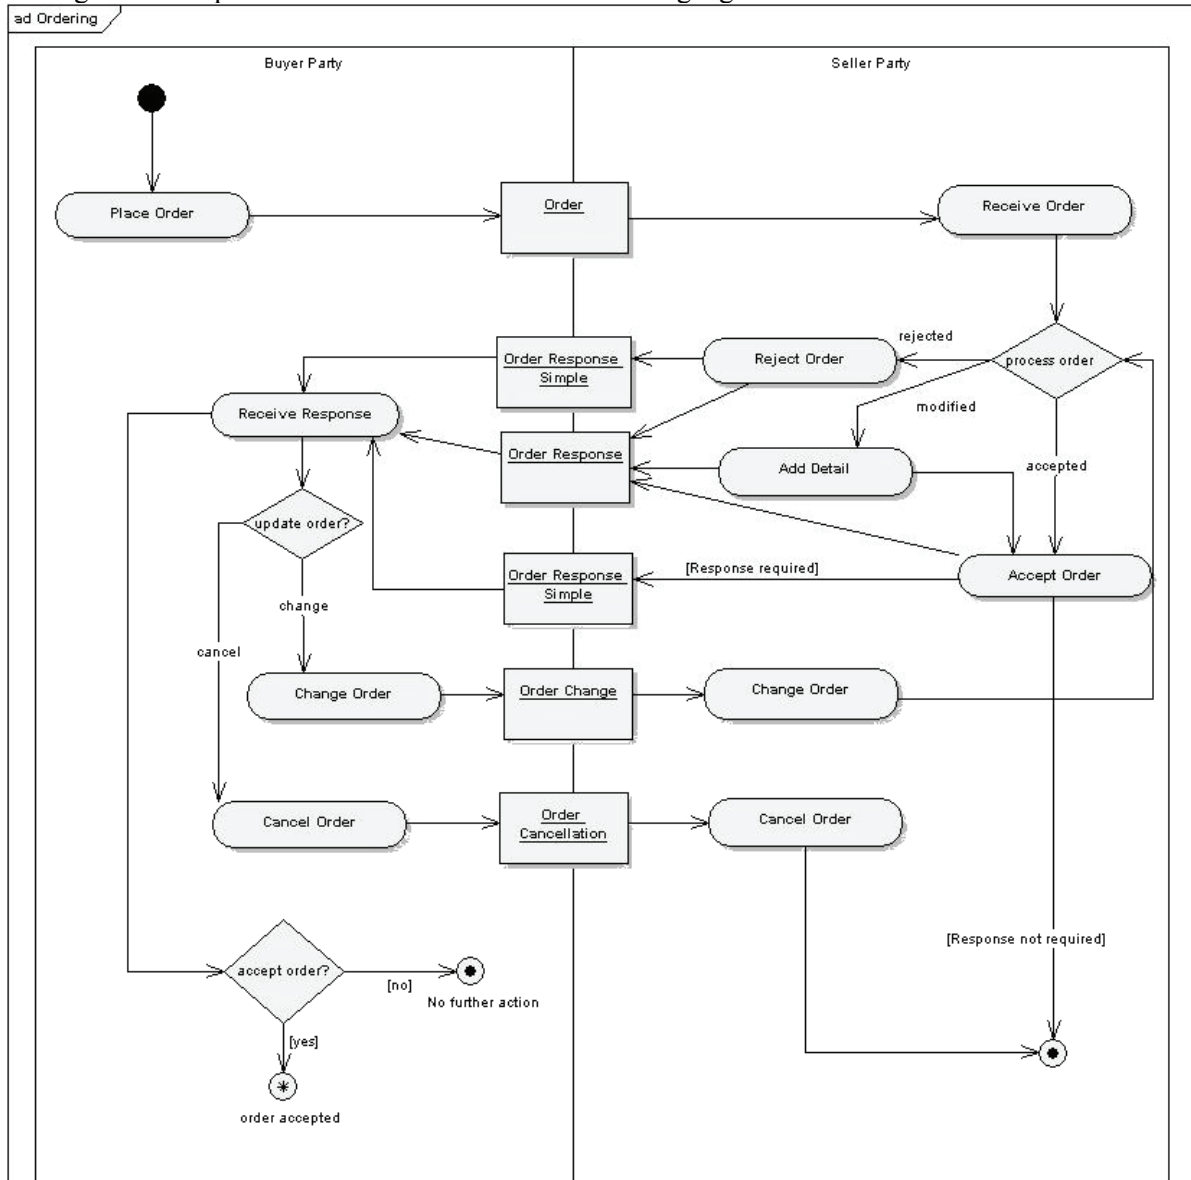 ad Ordering
Buyer Party
Seller Party
Place Order
Order
Receive Order
rejected
Order Response
Simple
Reject Order
process order
modified
Receive Response
Order Response
Add Detail
accepted
update order?
[Response required]
Order Response
Simple
Accept Order
change
cancel
Change Order
Order Change
Change Order
Cancel Order
Order
Cancellation
Cancel Order
[Response not required]
accept order?
[no]
No further action
[yes]
order accepted